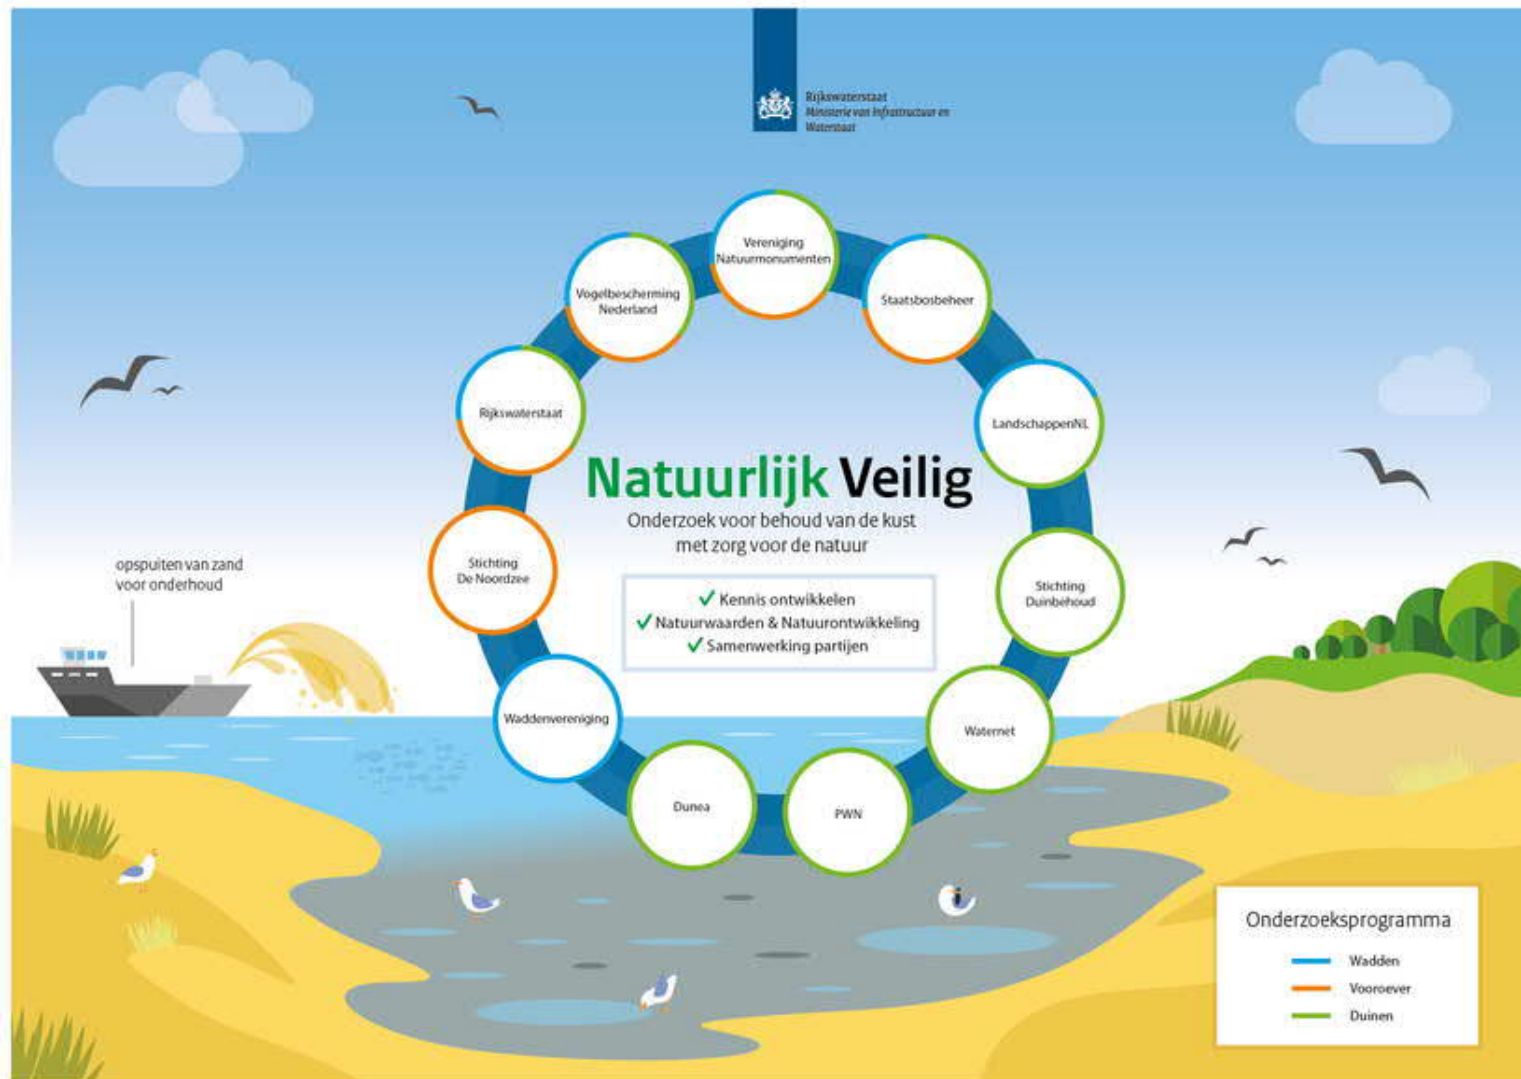 Rijkswaterstaat
Ministerie van Infrastructuur en
Waterstaat
Vereniging
Natuurmonumenten
Vogelbescherming
Nederland
Staatsbosbeheer
Rijkswaterstaat
LandschappenNL
Natuurlijk Veilig
Onderzoek voor behoud van de kust
met zorg voor de natuur
Stichting
De Noordzee
Stichting
Duinbehoud
opspuiten van zand
voor onderhoud
Kennis ontwikkelen
Natuurwaarden & Natuurontwikkeling
Samenwerking partijen
Waddenvereniging
Waternet
Dunea
PWN
Onderzoeksprogramma
Wadden
Vooroever
Duinen